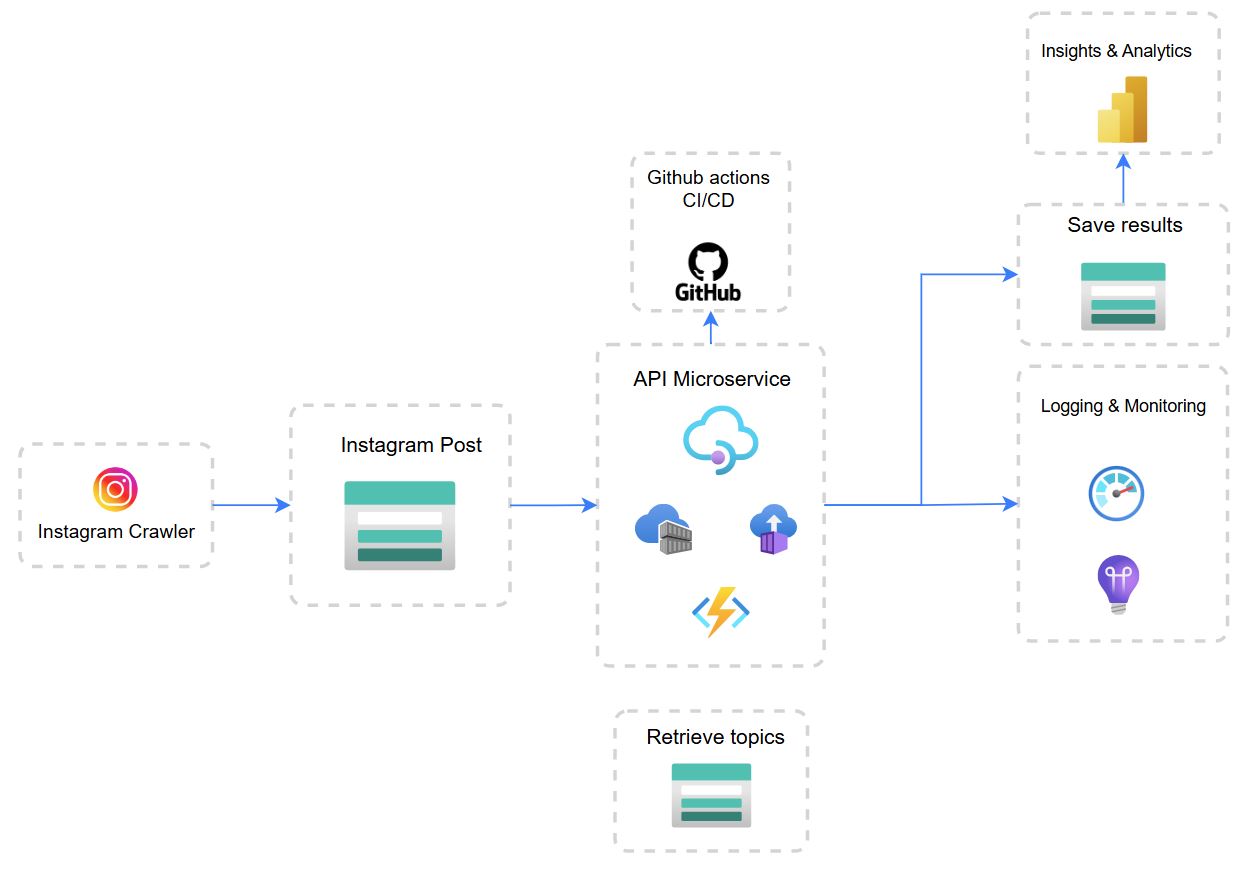 Insights & Analytics
Github actions
CI/CD
GitHub
Save results
API Microservice
Logging & Monitoring
Instagram Post
Instagram Crawler
Retrieve topics